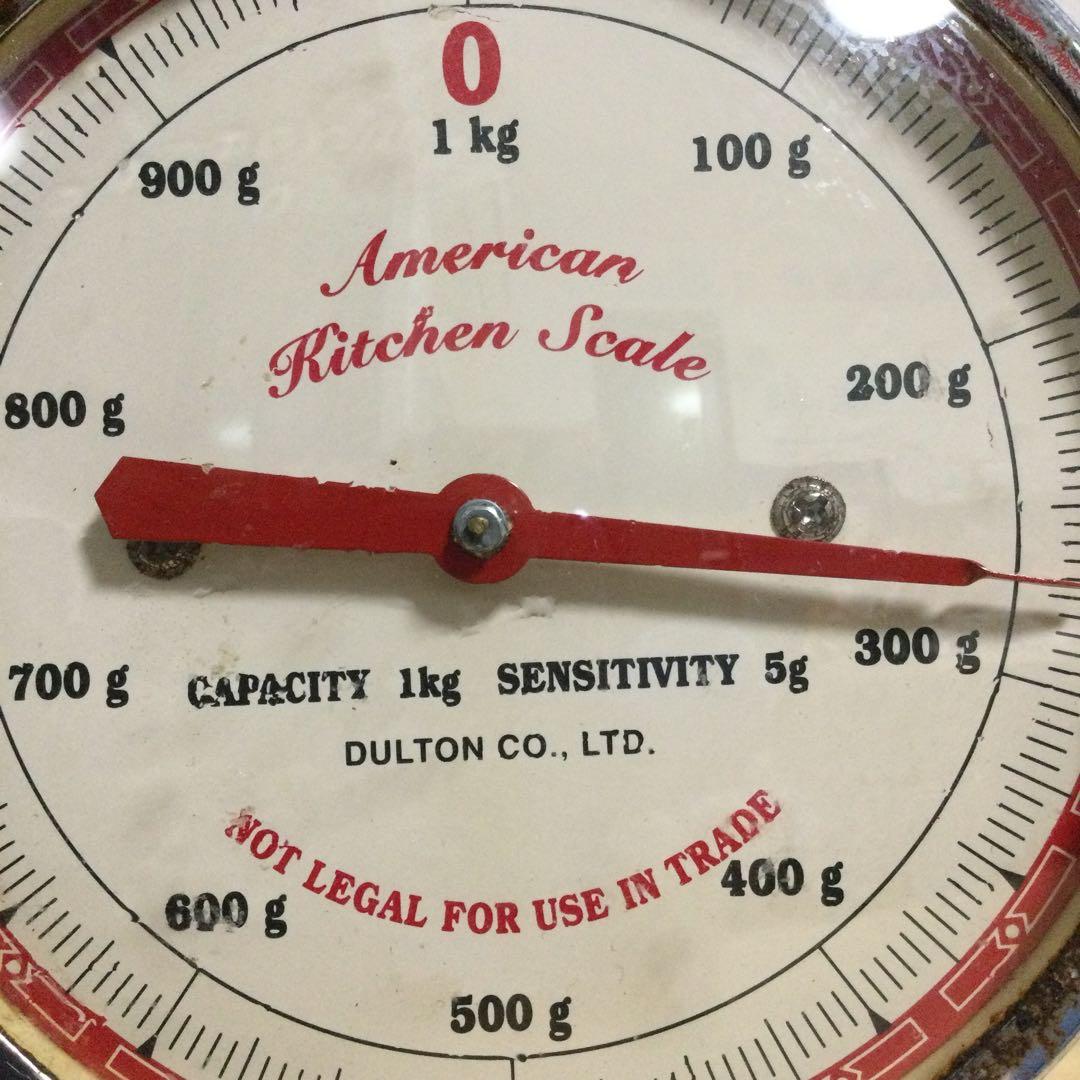 0
1 kg
100 g
900 g
American
Kitchen Scale
200 g
800 g
300 g
700 g
CAPACITY 1kg SENSITIVITY 5g
DULTON CO., LTD.
NOT LEGAL FOR USE IN TRADE
400 g
600 g
500 g